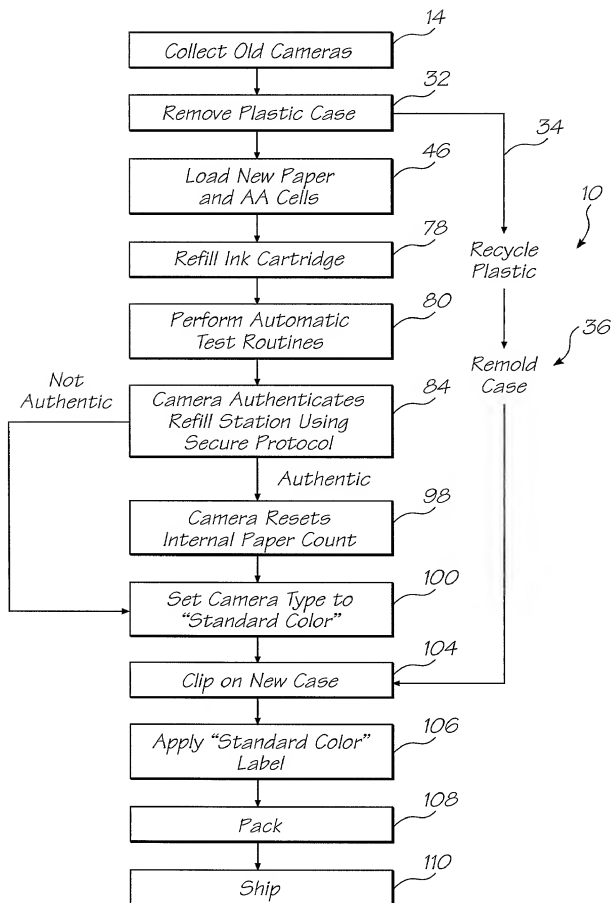 14
Collect Old Cameras
32
Remove Plastic Case
34
46
Load New Paper
and AA Cells
10
78
Refill Ink Cartridge
Recycle
Plastic
80
Perform Automatic
Test Routines
36
Remold
Case
Not
Authentic
84
Camera Authenticates
Refill Station Using
Secure Protocol
Authentic
98
Camera Resets
Internal Paper Count
100
Set Camera Type to
“Standard Color”
104
Clip on New Case
106
Apply “Standard Color”
Label
108
Pack
110
Ship